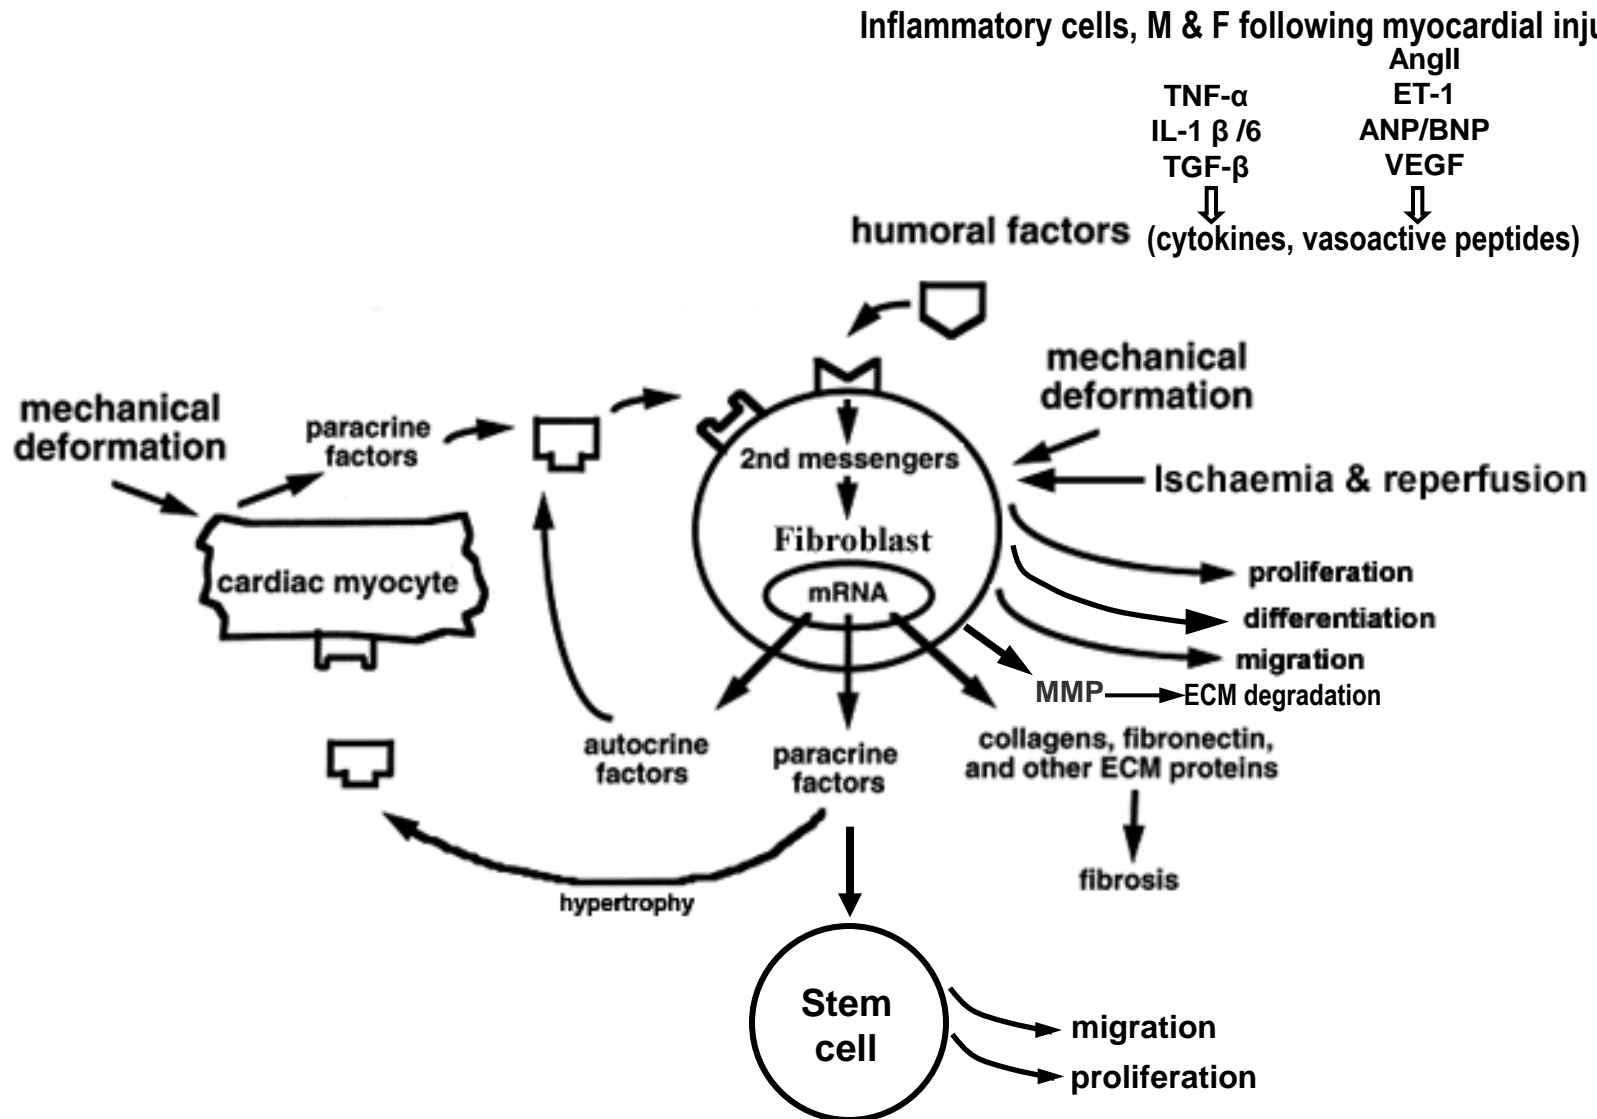 Inflammatory cells, M & F following myocardial inju
AngII
TNF-α
ET-1
IL-1 β /6
ANP/BNP
TGF-β
VEGF
humoral factors
(cytokines, vasoactive peptides)
mechanical
deformation
paracrine
factors
mechanical
deformation
2nd messengers
Ischaemia & reperfusion
Fibroblast
mRNA
cardiac myocyte
proliferation
differentiation
migration
MMP
ECM degradation
autocrine
factors
paracrine
factors
collagens, fibronectin,
and other ECM proteins
fibrosis
hypertrophy
Stem
cell
migration
proliferation